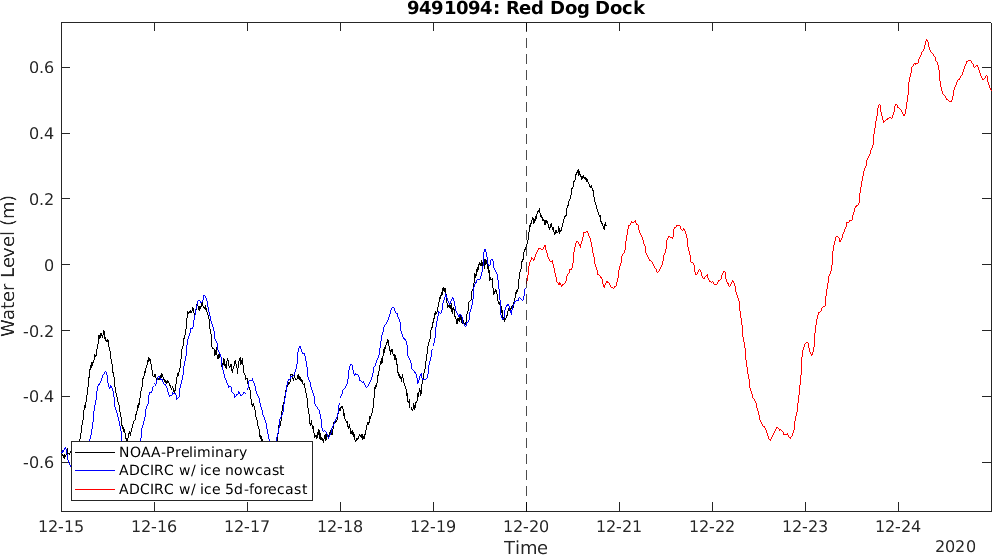 9491094: Red Dog Dock
Water Level (m)
0.6
0.4
0.2
0
-0.2
-0.4
-0.6
NOAA-Preliminary
ADCIRC w/ ice nowcast
ADCIRC w/ ice 5d-forecast
12-15 12-16 12-17 12-18 12-19 12-20 12-21 12-22 12-23 12-24
Time
2020